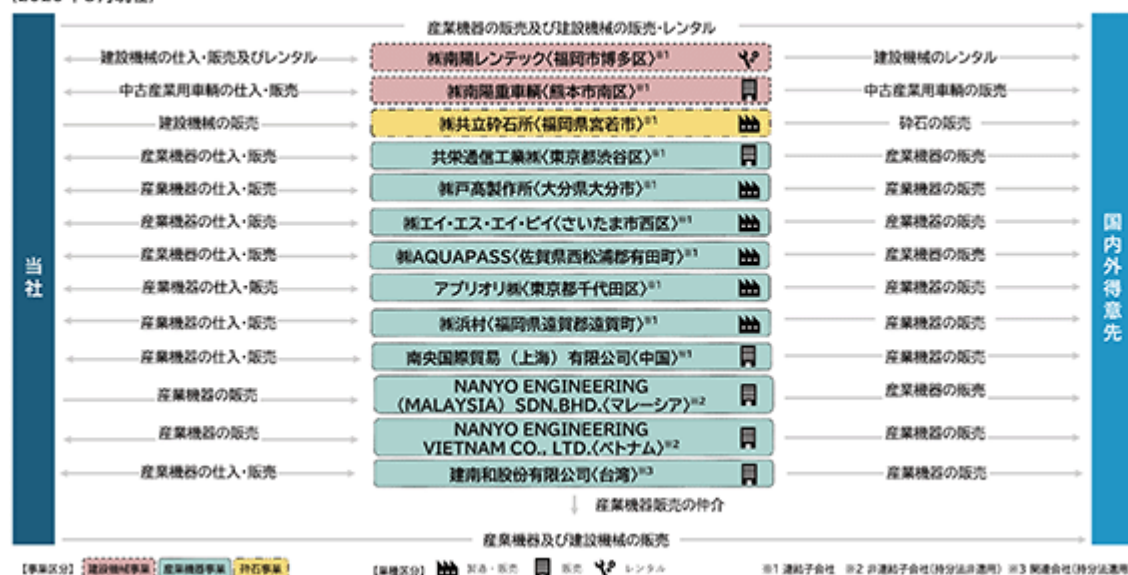 産業機器の販売及び建設機械の販売・レンタル
当社
国内外得意先
建設機械の仕入・販売及びレンタル ㈱南陽レンテック〈福岡市博多区〉※1 建設機械のレンタル
中古産業用車輌の仕入・販売 ㈱南陽重車輌〈熊本市南区〉※1 中古産業用車輌の販売
建設機械の販売 ㈱共立砕石所〈福岡県宮若市〉※1 砕石の販売
産業機器の仕入・販売 共栄通信工業㈱〈東京都渋谷区〉※1 産業機器の販売
産業機器の仕入・販売 ㈱戸髙製作所〈大分県大分市〉※1 産業機器の販売
産業機器の仕入・販売 ㈱エイ・エス・エイ・ピイ〈さいたま市西区〉※1 産業機器の販売
産業機器の仕入・販売 ㈱AQUAPASS〈佐賀県西松浦郡有田町〉※1 産業機器の販売
産業機器の仕入・販売 アプリオリ㈱〈東京都千代田区〉※1 産業機器の販売
産業機器の仕入・販売 ㈱浜村〈福岡県遠賀郡遠賀町〉※1 産業機器の販売
産業機器の仕入・販売 南央国際貿易（上海）有限公司〈中国〉※1 産業機器の販売
産業機器の販売 NANYO ENGINEERING 産業機器の販売
(MALAYSIA) SDN.BHD.〈マレーシア〉※2
産業機器の販売 NANYO ENGINEERING 産業機器の販売
VIETNAM CO., LTD.〈ベトナム〉※2
産業機器の仕入・販売 建南和股份有限公司〈台湾〉※3 産業機器の販売
産業機器販売の仲介
産業機器及び建設機械の販売
【事業区分】 建設機械事業 産業機器事業 砕石事業 【業種区分】 製造・販売 販売 レンタル ※1 連結子会社 ※2 非連結子会社(持分法非適用) ※3 関連会社(持分法適用